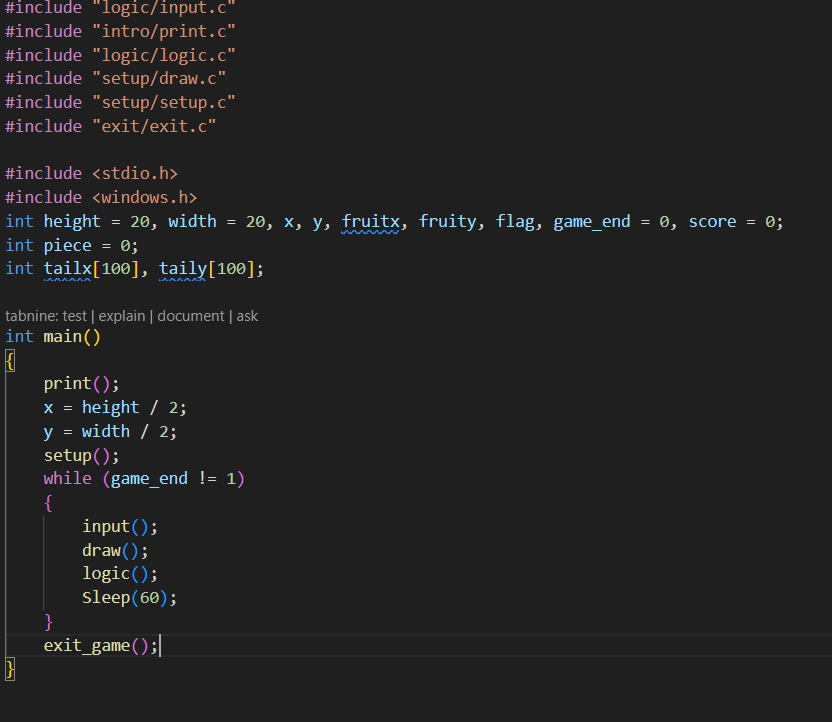 #include "logic/input.c"
#include "intro/print.c"
#include "logic/logic.c"
#include "setup/draw.c"
#include "setup/setup.c"
#include "exit/exit.c"
#include <stdio.h>
#include <windows.h>
int height = 20, width = 20, x, y, fruitx, fruity, flag, game_end = 0, score = 0;
int piece = 0;
int tailx[100], taily[100];
tabnine: test | explain | document | ask
int main()
{
    print();
    x = height / 2;
    y = width / 2;
    setup();
    while (game_end != 1)
    {
        input();
        draw();
        logic();
        Sleep(60);
    }
    exit_game();
}